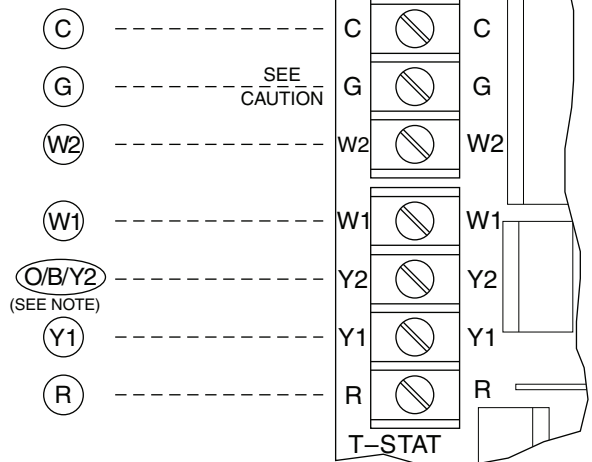 C C C
G SEE CAUTION G G
W2 W2 W2
W1 W1 W1
O/B/Y2 Y2 Y2
(SEE NOTE)
Y1 Y1 Y1
R R R
T–STAT